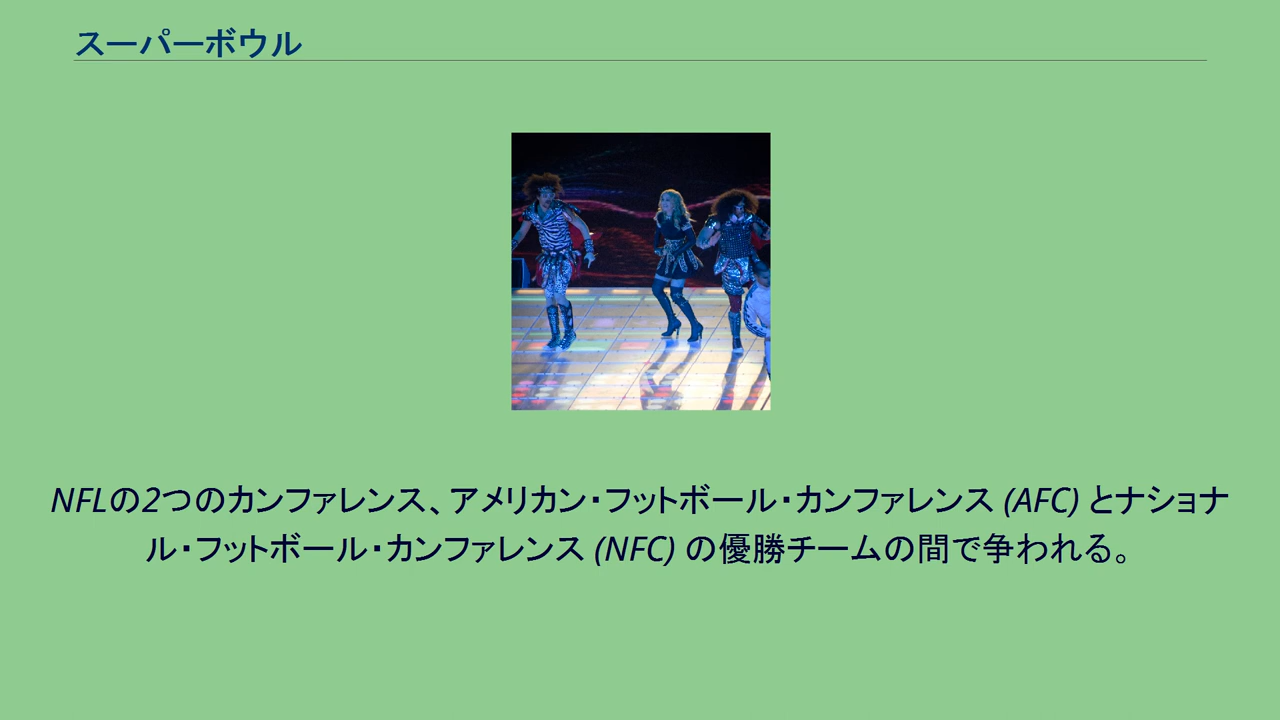 スーパーボウル
NFLの2つのカンファレンス、アメリカン・フットボール・カンファレンス (AFC) とナショナ
ル・フットボール・カンファレンス (NFC) の優勝チームの間で争われる。